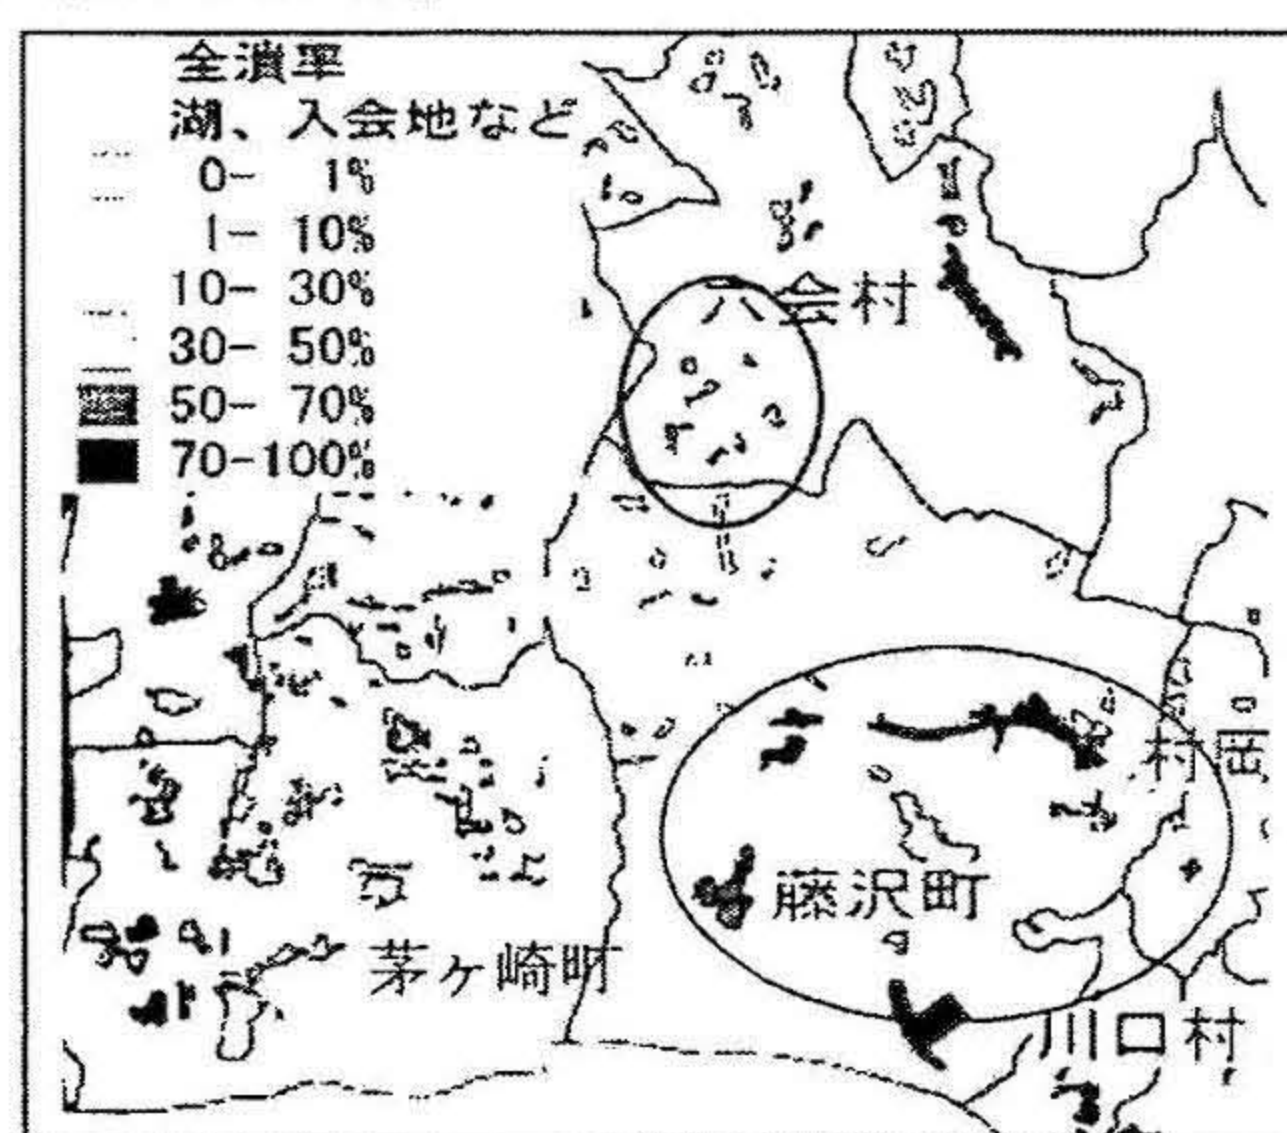 全潰率
湖、入会地など
0- 1%
1- 10%
10- 30%
30- 50%
50- 70%
70-100%
六会村
村岡
藤沢町
茅ヶ崎町
川口村